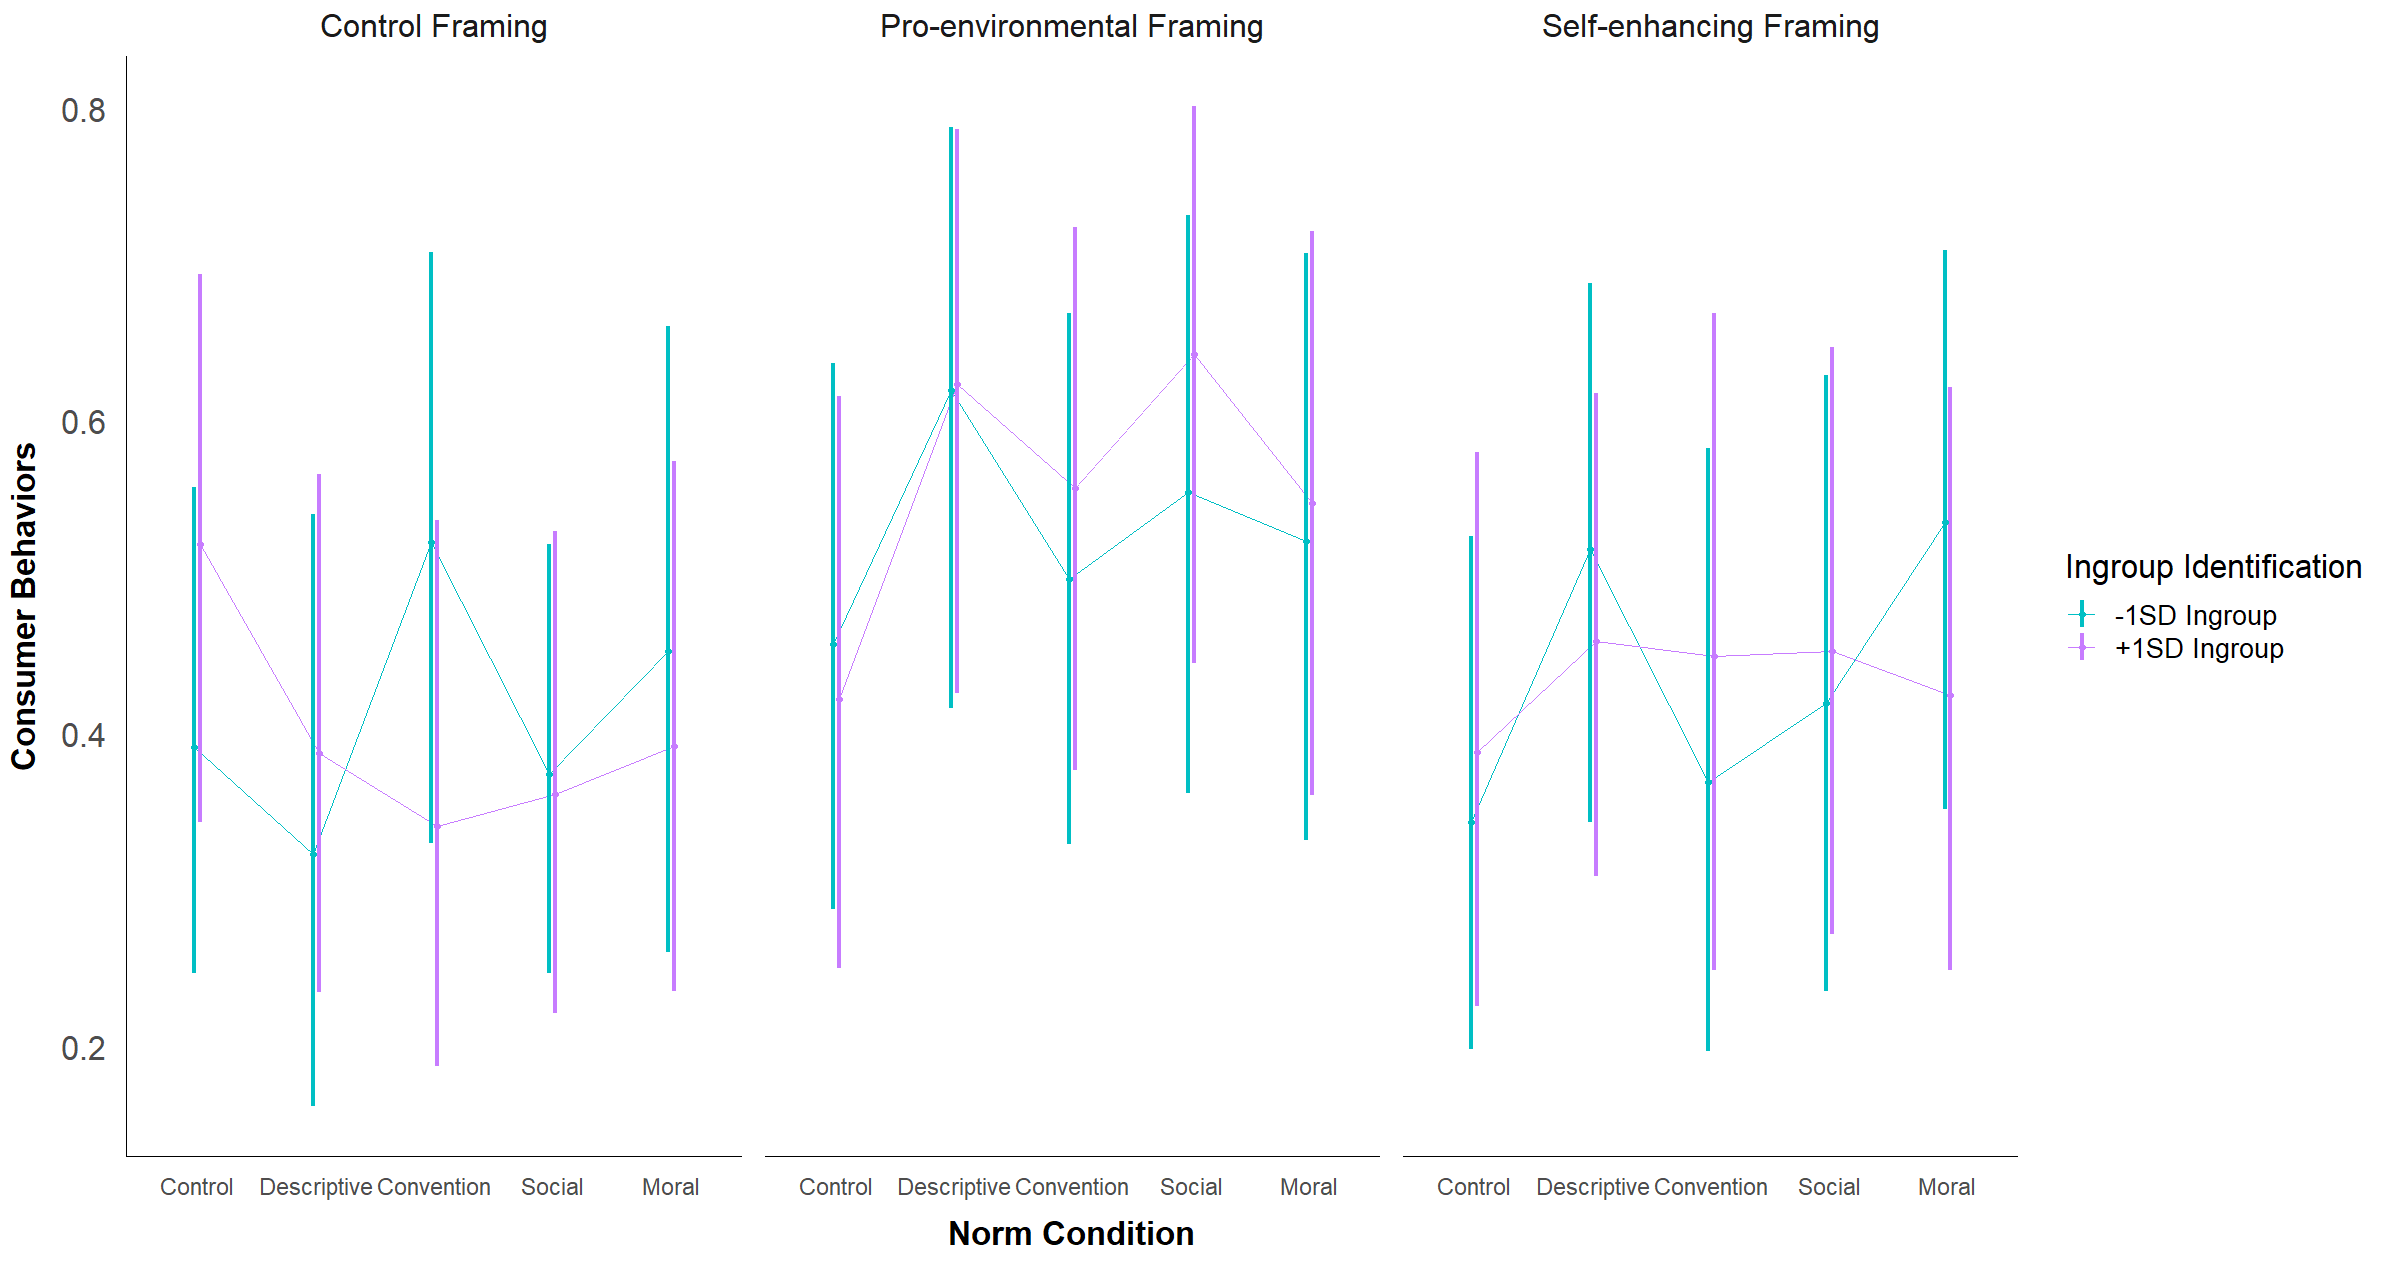 Control Framing Pro-environmental Framing Self-enhancing Framing
0.8
0.6
0.4
0.2
Consumer Behaviors
Control Descriptive Convention Social Moral Control Descriptive Convention Social Moral Control Descriptive Convention Social Moral
Norm Condition
Ingroup Identification
-1SD Ingroup
+1SD Ingroup